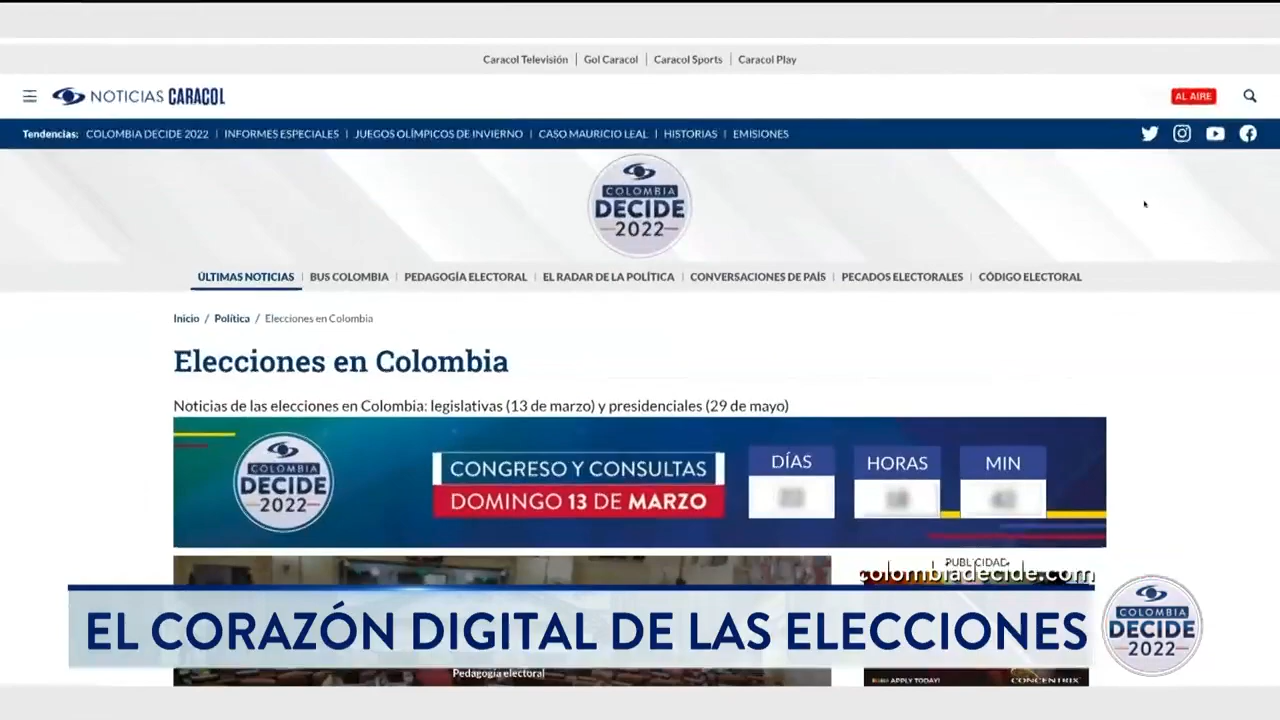 Caracol Televisión | Gol Caracol | Caracol Sports | Caracol Play
NOTICIAS CARACOL
AL AIRE
Tendencias: COLOMBIA DECIDE 2022 | INFORMES ESPECIALES | JUEGOS OLÍMPICOS DE INVIERNO | CASO MAURICIO LEAL | HISTORIAS | EMISIONES
COLOMBIA
DECIDE
2022
ÚLTIMAS NOTICIAS | BUS COLOMBIA | PEDAGOGÍA ELECTORAL | EL RADAR DE LA POLÍTICA | CONVERSACIONES DE PAÍS | PECADOS ELECTORALES | CÓDIGO ELECTORAL
Inicio / Política / Elecciones en Colombia
Elecciones en Colombia
Noticias de las elecciones en Colombia: legislativas (13 de marzo) y presidenciales (29 de mayo)
COLOMBIA
DECIDE
2022
CONGRESO Y CONSULTAS
DOMINGO 13 DE MARZO
DÍAS
HORAS
MIN
PUBLICIDAD
colombiadecide.com
EL CORAZÓN DIGITAL DE LAS ELECCIONES
COLOMBIA
DECIDE
2022
Pedagogía electoral
APPLY TODAY!
CONCENTRIX